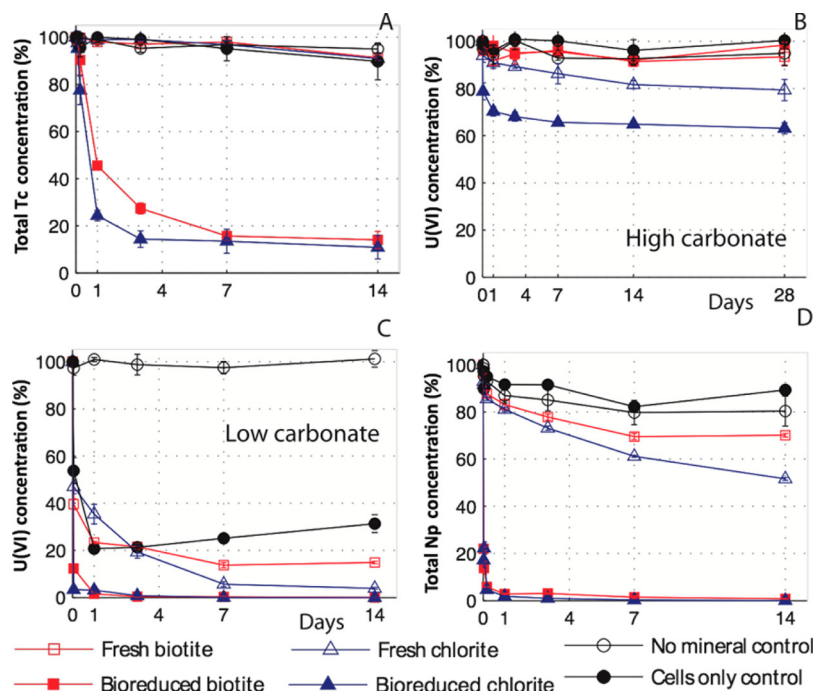 A
Total Tc concentration (%)
100
80
60
40
20
0
0 1 4 7 14
B
U(VI) concentration (%)
100
80
60
40
20
0
High carbonate
0 1 4 7 14 28
Days
C
U(VI) concentration (%)
100
80
60
40
20
0
Low carbonate
0 1 4 7 14
Days
D
Total Np concentration (%)
100
80
60
40
20
0
0 1 4 7 14
Fresh biotite
Fresh chlorite
No mineral control
Bioreduced biotite
Bioreduced chlorite
Cells only control